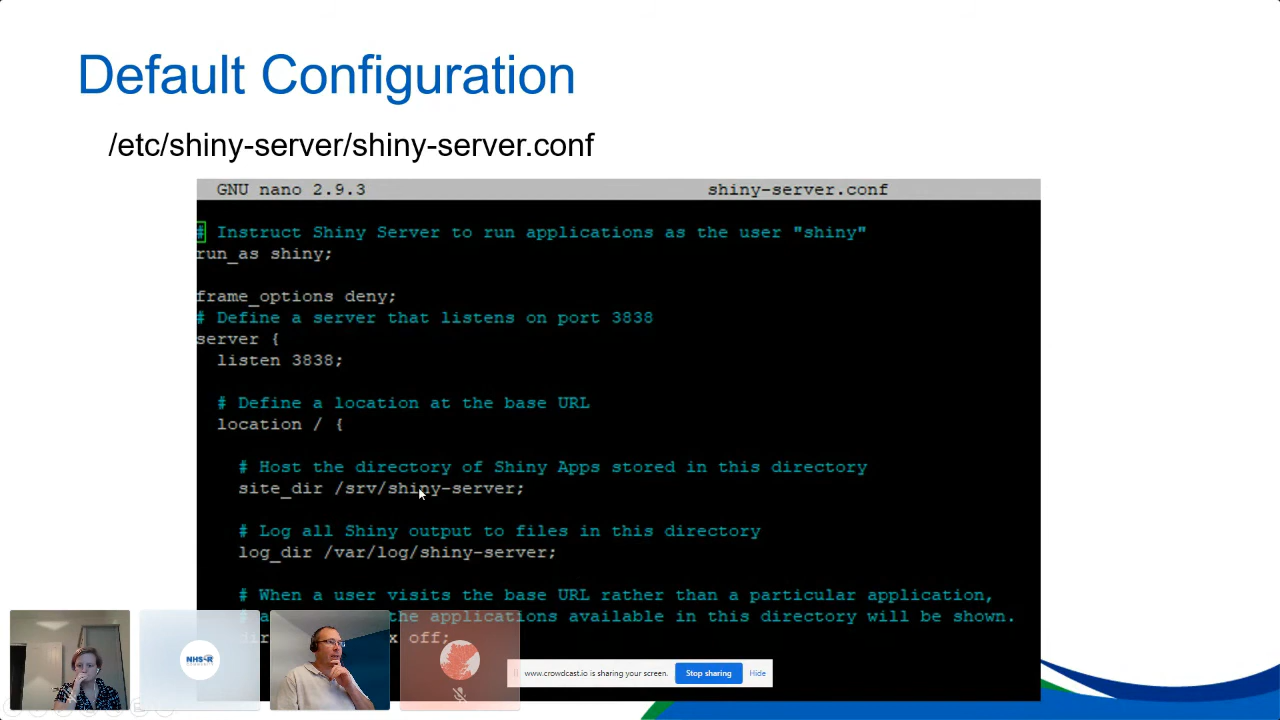 Default Configuration
/etc/shiny-server/shiny-server.conf
GNU nano 2.9.3 shiny-server.conf
# Instruct Shiny Server to run applications as the user "shiny"
run_as shiny;
frame_options deny;
# Define a server that listens on port 3838
server {
listen 3838;
# Define a location at the base URL
location / {
# Host the directory of Shiny Apps stored in this directory
site_dir /srv/shiny-server;
# Log all Shiny output to files in this directory
log_dir /var/log/shiny-server;
# When a user visits the base URL rather than a particular application,
the applications available in this directory will be shown.
off;
NHS-R
www.crowdcast.io is sharing your screen. Stop sharing Hide